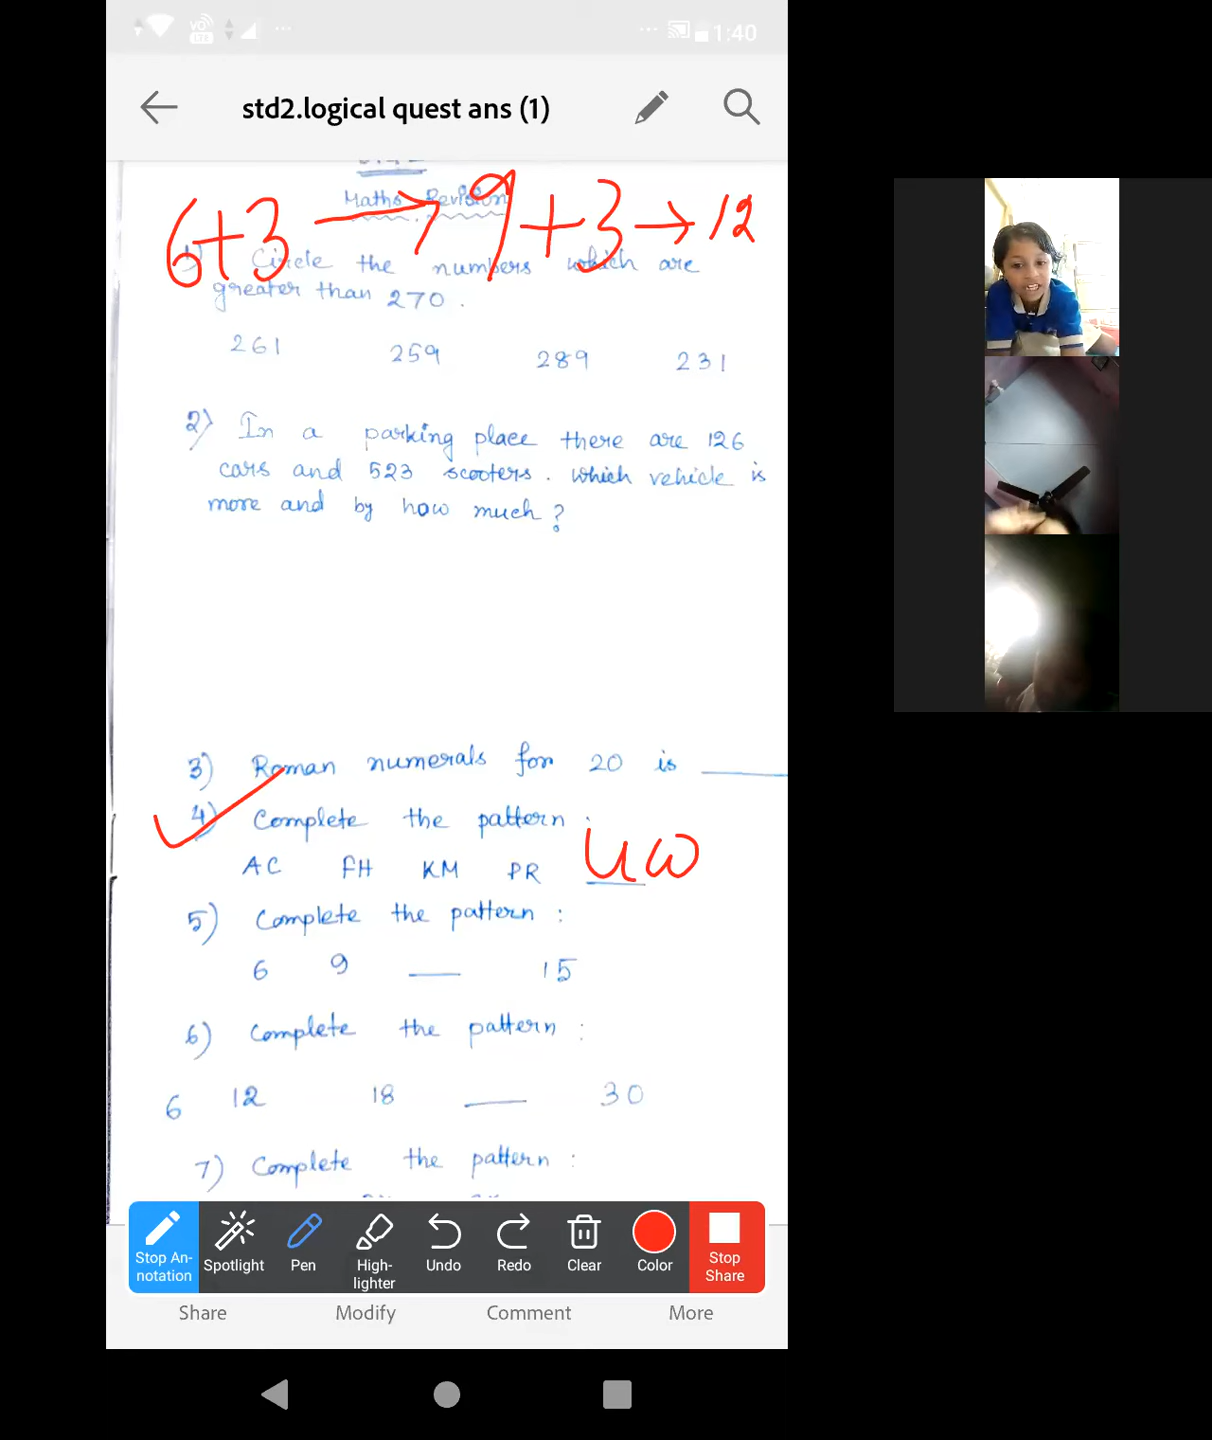 VO
LTE
1:40
std2.logical quest ans (1)
Maths Revision
6+3 → 9 +3 → 12
1) Circle the numbers which are
greater than 270.
261 259 289 231
2) In a parking place there are 126
cars and 523 scooters. which vehicle is
more and by how much?
3) Roman numerals for 20 is ____
4) Complete the pattern :
AC FH KM PR UW
5) Complete the pattern :
6 9 ___ 15
6) Complete the pattern :
6 12 18 ___ 30
7) Complete the pattern :
Stop An-
notation
Spotlight
Pen
High-
lighter
Undo
Redo
Clear
Color
Stop
Share
Share Modify Comment More